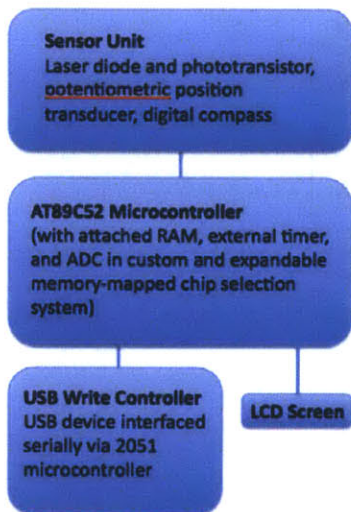 Sensor Unit
Laser diode and phototransistor,
potentiometric position
transducer, digital compass
AT89C52 Microcontroller
(with attached RAM, external timer,
and ADC in custom and expandable
memory-mapped chip selection
system)
USB Write Controller
USB device interfaced
serially via 2051
microcontroller
LCD Screen